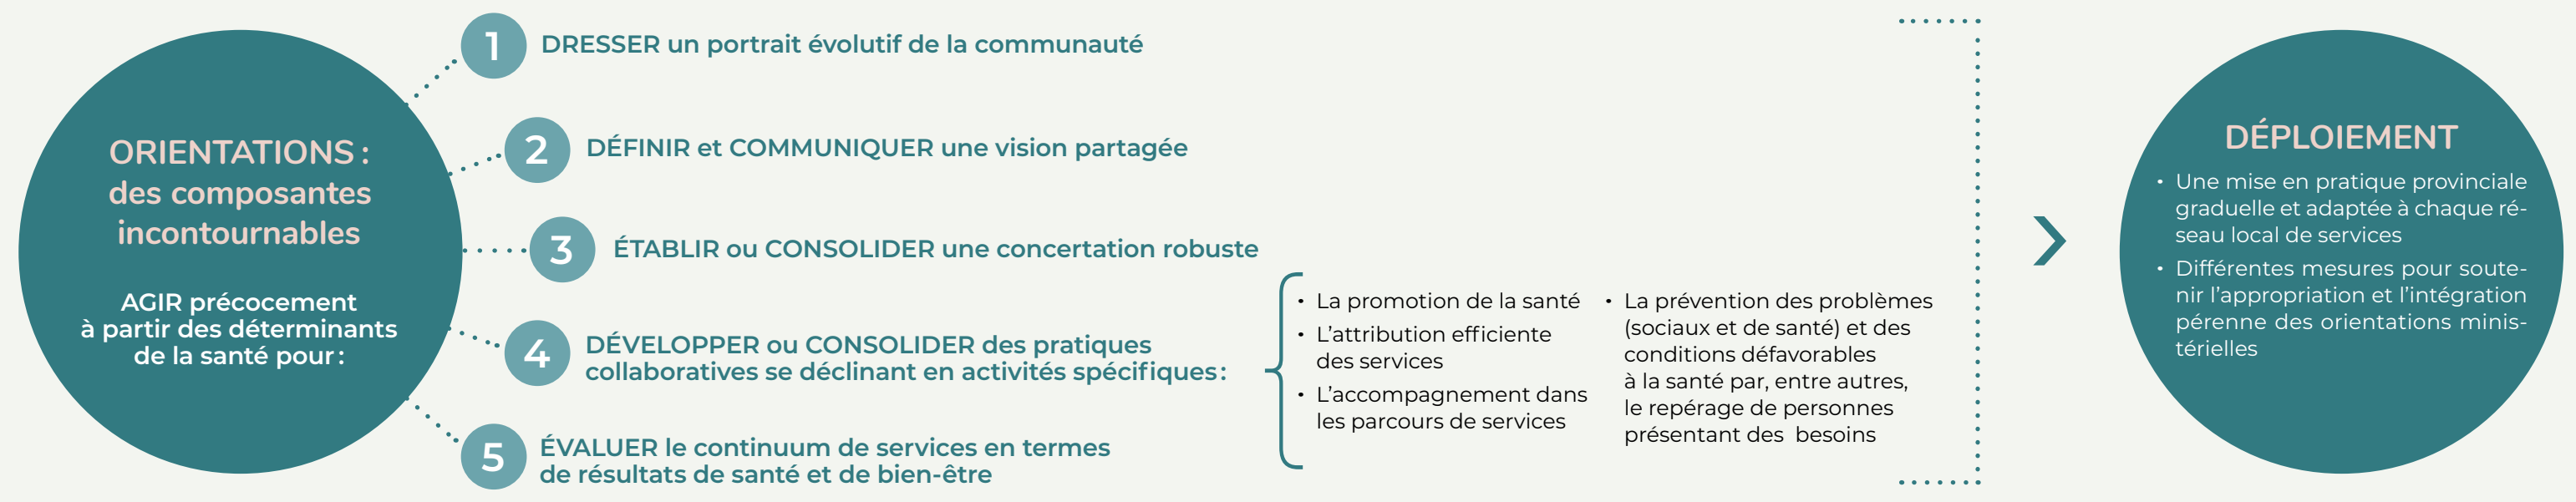 ORIENTATIONS :
des composantes
incontournables
AGIR précocement
à partir des déterminants
de la santé pour :
1
DRESSER un portrait évolutif de la communauté
2
DÉFINIR et COMMUNIQUER une vision partagée
3
ÉTABLIR ou CONSOLIDER une concertation robuste
4
DÉVELOPPER ou CONSOLIDER des pratiques
collaboratives se déclinant en activités spécifiques :
• La promotion de la santé
• L’attribution efficiente
des services
• L’accompagnement dans
les parcours de services
• La prévention des problèmes
(sociaux et de santé) et des
conditions défavorables
à la santé par, entre autres,
le repérage de personnes
présentant des besoins
5
ÉVALUER le continuum de services en termes
de résultats de santé et de bien-être
DÉPLOIEMENT
• Une mise en pratique provinciale
graduelle et adaptée à chaque ré-
seau local de services
• Différentes mesures pour soute-
nir l’appropriation et l’intégration
pérenne des orientations minis-
térielles